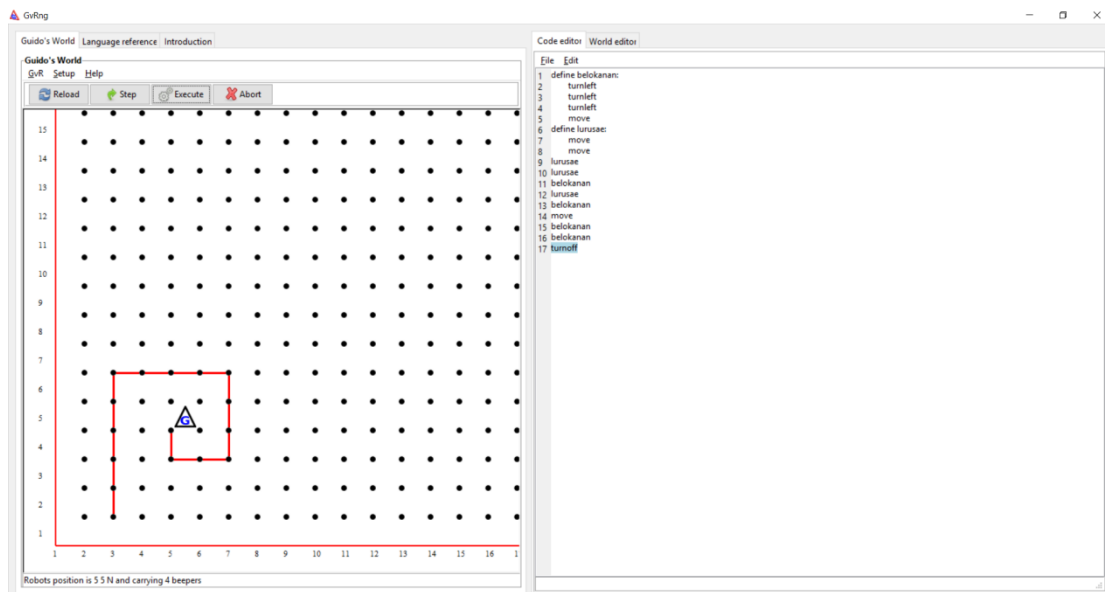 GvRng
Guido's World Language reference Introduction
Guido's World
GvR Setup Help
Reload Step Execute Abort
15
14
13
12
11
10
9
8
7
6
5
G
4
3
2
1
1 2 3 4 5 6 7 8 9 10 11 12 13 14 15 16 1
Robots position is 5 5 N and carrying 4 beepers
Code editor World editor
File Edit
1 define belokanan:
2 turnleft
3 turnleft
4 turnleft
5 move
6 define lurusae:
7 move
8 move
9 lurusae
10 lurusae
11 belokanan
12 lurusae
13 belokanan
14 move
15 belokanan
16 belokanan
17 turnoff